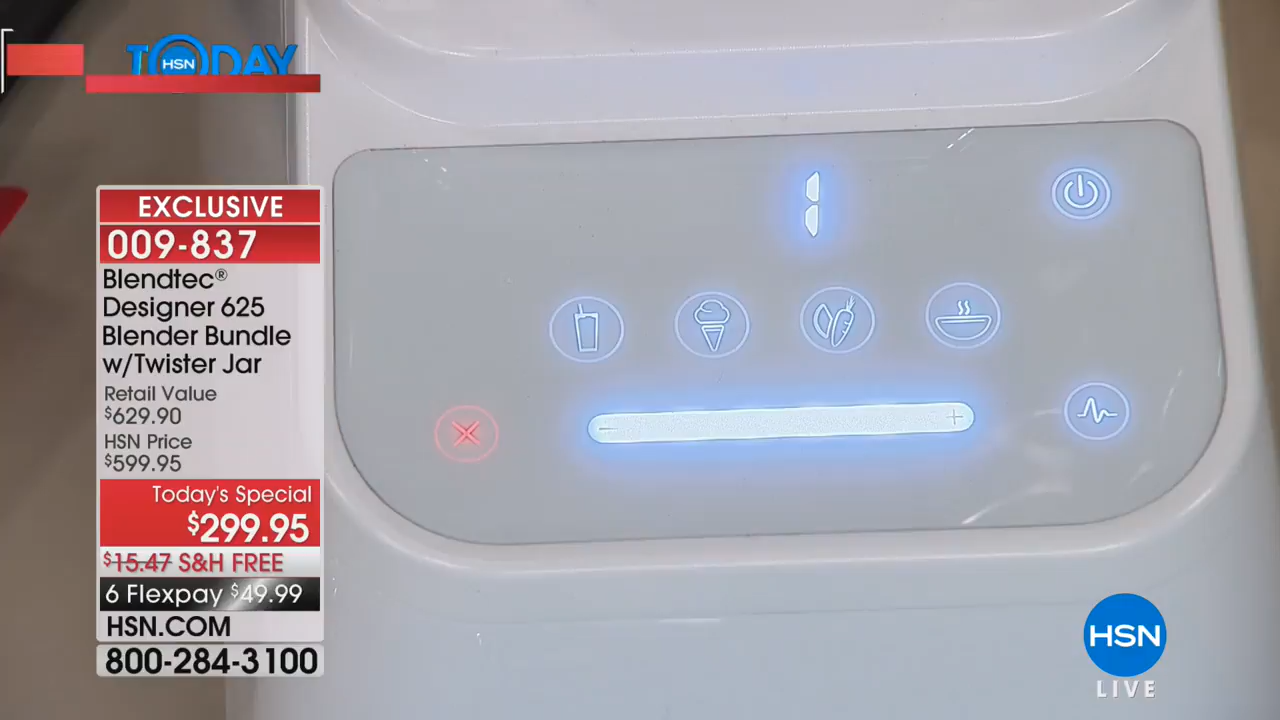 TODAY
HSN
EXCLUSIVE
009-837
Blendtec®
Designer 625
Blender Bundle
w/Twister Jar
Retail Value
$629.90
HSN Price
$599.95
Today's Special
$299.95
$15.47 S&H FREE
6 Flexpay $49.99
HSN.COM
800-284-3100
1
- +
HSN
LIVE